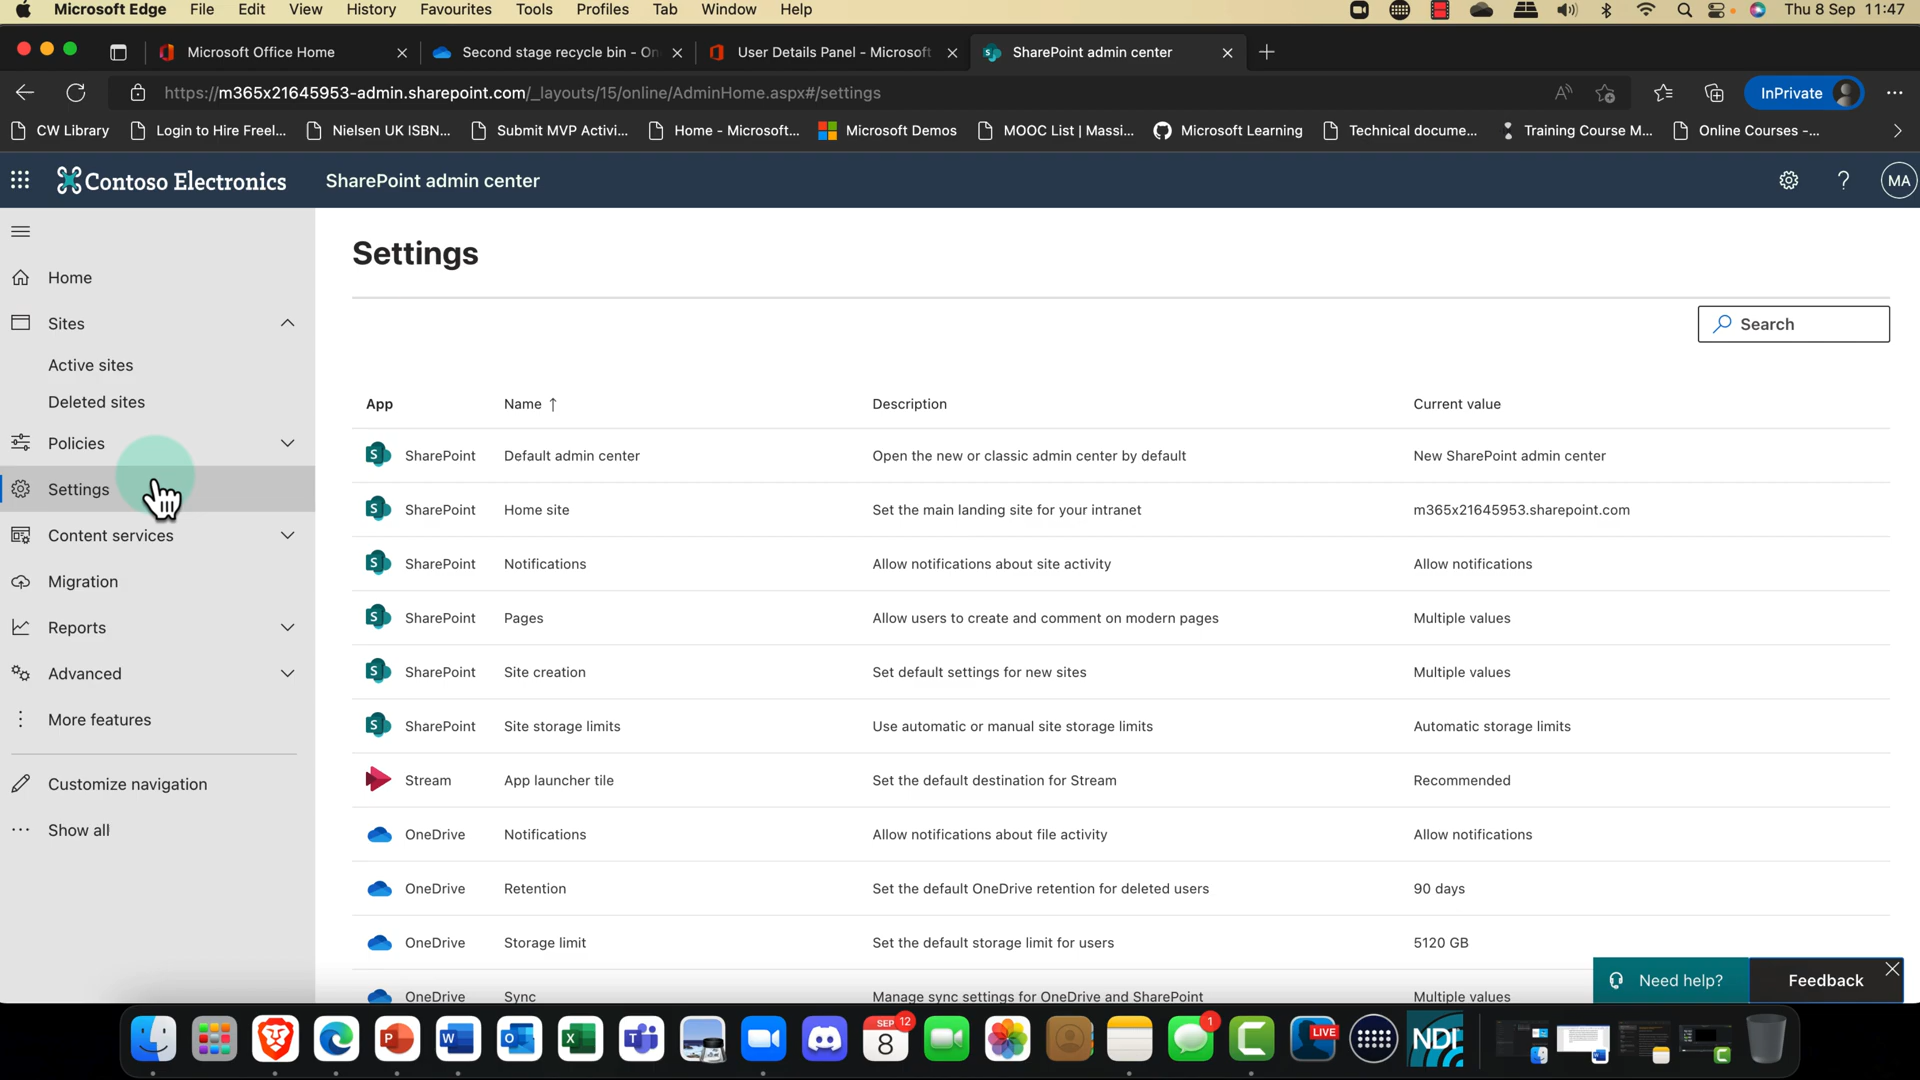 Microsoft Edge File Edit View History Favourites Tools Profiles Tab Window Help Thu 8 Sep 11:47
Microsoft Office Home Second stage recycle bin - On User Details Panel - Microsoft SharePoint admin center
https://m365x21645953-admin.sharepoint.com/_layouts/15/online/AdminHome.aspx#/settings InPrivate
CW Library Login to Hire Freel... Nielsen UK ISBN... Submit MVP Activi... Home - Microsoft... Microsoft Demos MOOC List | Massi... Microsoft Learning Technical docume... Training Course M... Online Courses -...
Contoso Electronics SharePoint admin center ? MA
Home
Sites
Active sites
Deleted sites
Policies
Settings
Content services
Migration
Reports
Advanced
More features
Customize navigation
Show all
Settings
Search
App Name ↑ Description Current value
SharePoint Default admin center Open the new or classic admin center by default New SharePoint admin center
SharePoint Home site Set the main landing site for your intranet m365x21645953.sharepoint.com
SharePoint Notifications Allow notifications about site activity Allow notifications
SharePoint Pages Allow users to create and comment on modern pages Multiple values
SharePoint Site creation Set default settings for new sites Multiple values
SharePoint Site storage limits Use automatic or manual site storage limits Automatic storage limits
Stream App launcher tile Set the default destination for Stream Recommended
OneDrive Notifications Allow notifications about file activity Allow notifications
OneDrive Retention Set the default OneDrive retention for deleted users 90 days
OneDrive Storage limit Set the default storage limit for users 5120 GB
OneDrive Sync Manage sync settings for OneDrive and SharePoint Multiple values
Need help? Feedback
SEP 8 12 1 LIVE NDI